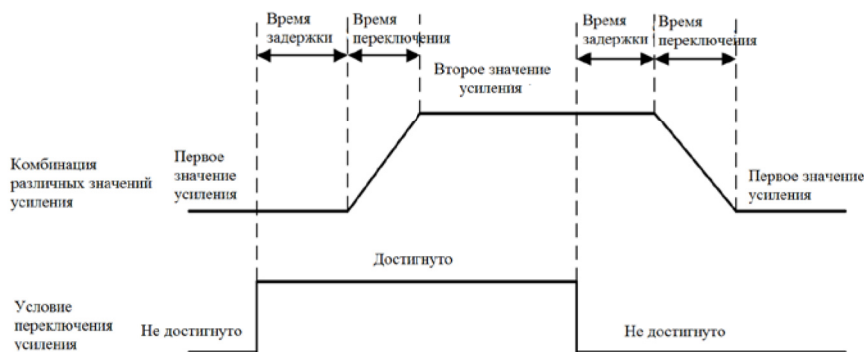 Время
задержки
Время
переключения
Время
задержки
Время
переключения
Второе значение
усиления
Комбинация
различных значений
усиления
Первое
значение
усиления
Первое значение
усиления
Достигнуто
Условие
переключения
усиления
Не достигнуто
Не достигнуто